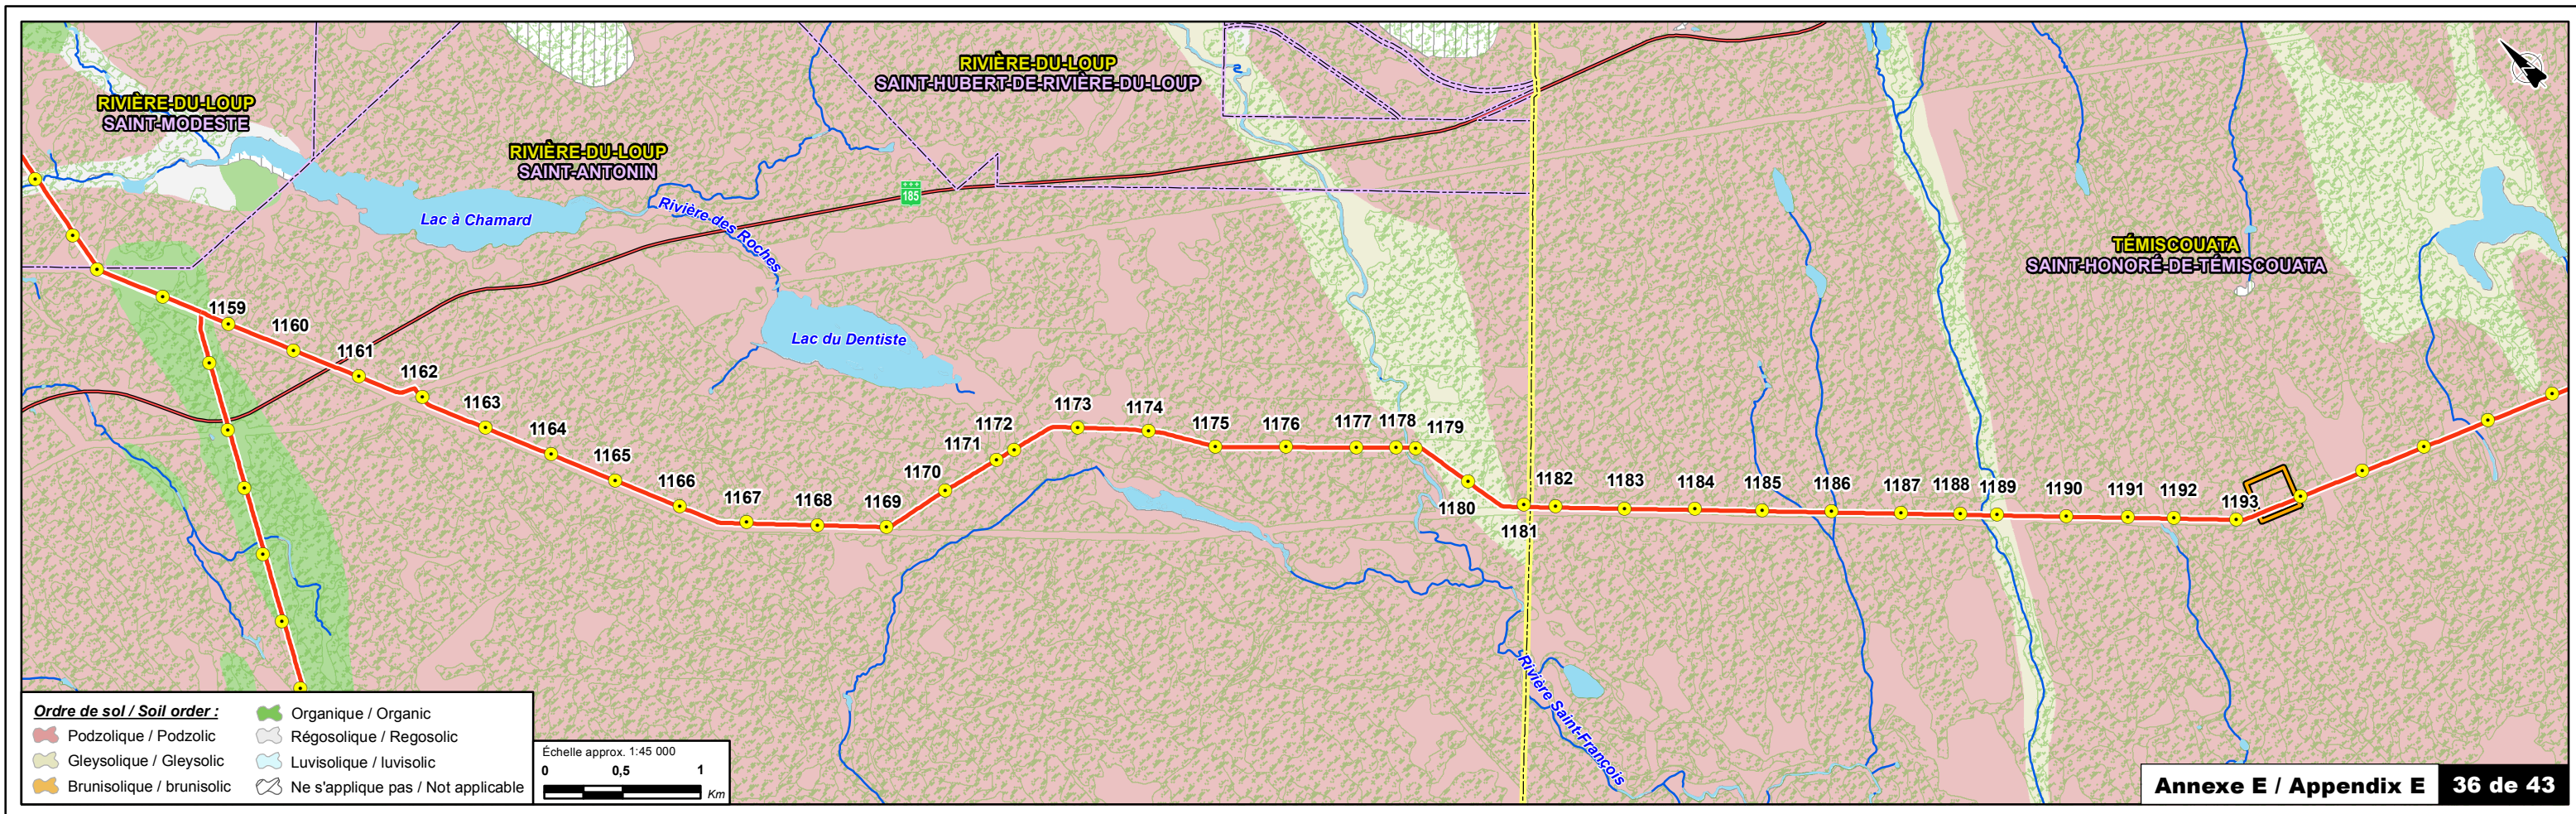 RIVIÈRE-DU-LOUP
SAINT-MODESTE
RIVIÈRE-DU-LOUP
SAINT-ANTONIN
RIVIÈRE-DU-LOUP
SAINT-HUBERT-DE-RIVIÈRE-DU-LOUP
TÉMISCOUATA
SAINT-HONORÉ-DE-TÉMISCOUATA
185
Lac à Chamard
Rivière des Roches
Lac du Dentiste
Rivière Saint-François
1159
1160
1161
1162
1163
1164
1165
1166
1167
1168
1169
1170
1171
1172
1173
1174
1175
1176
1177
1178
1179
1180
1181
1182
1183
1184
1185
1186
1187
1188
1189
1190
1191
1192
1193
Ordre de sol / Soil order :
Podzolique / Podzolic
Gleysolique / Gleysolic
Brunisolique / brunisolic
Organique / Organic
Régosolique / Regosolic
Luvisolique / luvisolic
Ne s'applique pas / Not applicable
Échelle approx. 1:45 000
0 0,5 1
Km
Annexe E / Appendix E 36 de 43